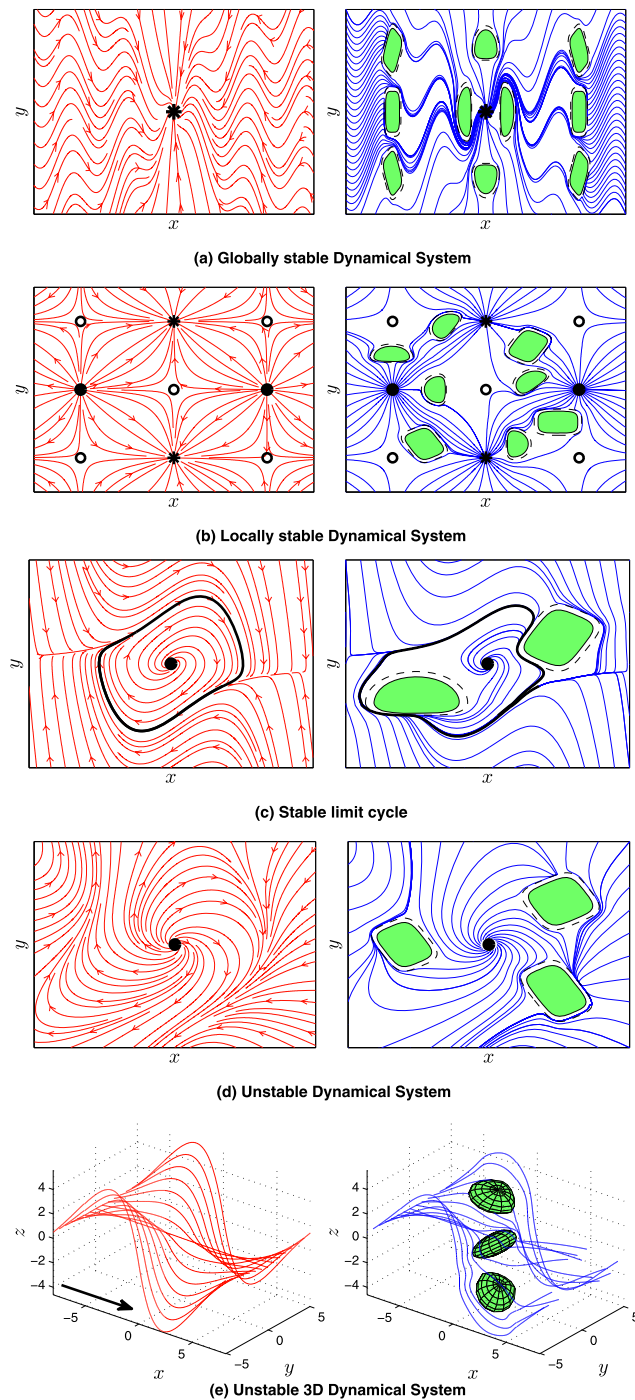 y
x
y
x
(a) Globally stable Dynamical System
y
x
y
x
(b) Locally stable Dynamical System
y
x
y
x
(c) Stable limit cycle
y
x
y
x
(d) Unstable Dynamical System
4
2
0
−2
−4
z
−5
0
5
x
−5
0
5
y
4
2
0
−2
−4
z
−5
0
5
x
−5
0
5
y
(e) Unstable 3D Dynamical System